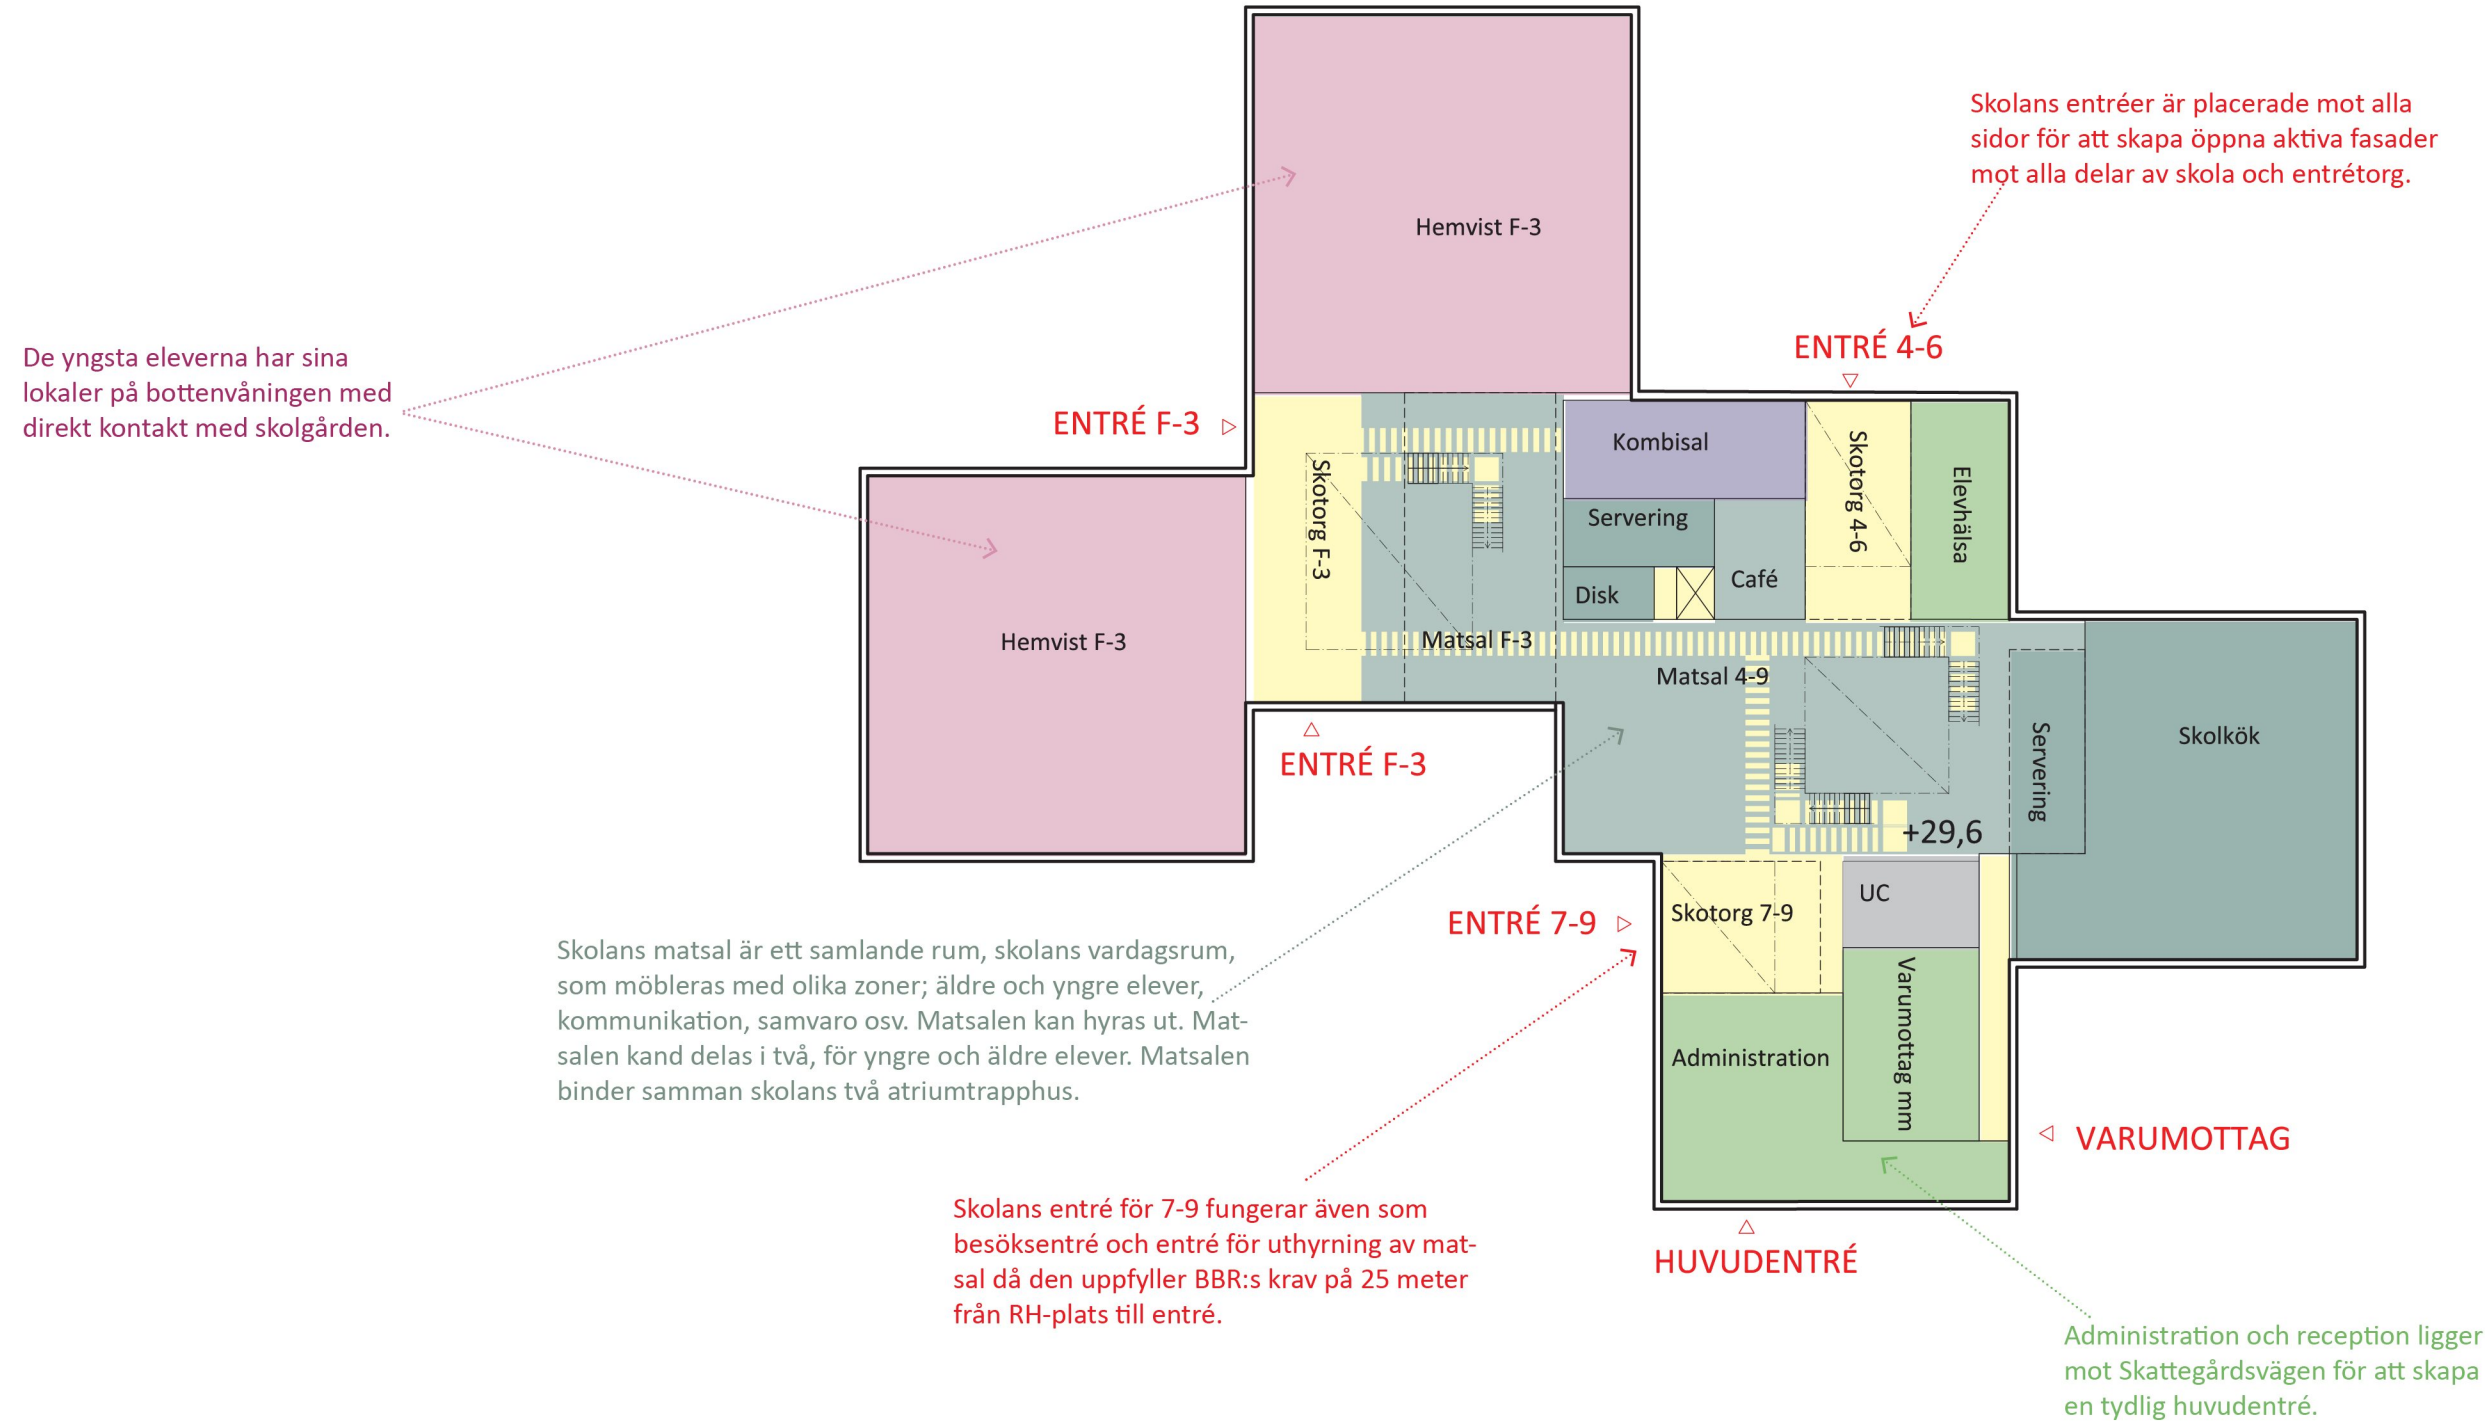 Skolans entréer är placerade mot alla
sidor för att skapa öppna aktiva fasader
mot alla delar av skola och entrétorg.
Hemvist F-3
ENTRÉ 4-6
De yngsta eleverna har sina
lokaler på bottenvåningen med
direkt kontakt med skolgården.
ENTRÉ F-3
Kombisal
Skotorg F-3
Skotorg 4-6
Elevhälsa
Servering
Café
Disk
Hemvist F-3
Matsal F-3
Matsal 4-9
Servering
Skolkök
ENTRÉ F-3
+29,6
UC
Skotorg 7-9
ENTRÉ 7-9
Skolans matsal är ett samlande rum, skolans vardagsrum,
som möbleras med olika zoner; äldre och yngre elever,
kommunikation, samvaro osv. Matsalen kan hyras ut. Mat-
salen kand delas i två, för yngre och äldre elever. Matsalen
binder samman skolans två atriumtrapphus.
Varumottag mm
Administration
VARUMOTTAG
Skolans entré för 7-9 fungerar även som
besöksentré och entré för uthyrning av mat-
sal då den uppfyller BBR:s krav på 25 meter
från RH-plats till entré.
HUVUDENTRÉ
Administration och reception ligger
mot Skattegårdsvägen för att skapa
en tydlig huvudentré.